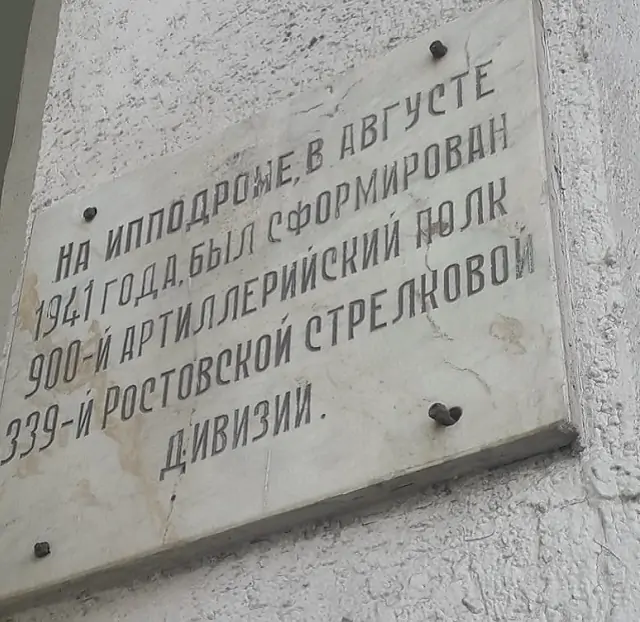 НА ИППОДРОМЕ, В АВГУСТЕ
1941 ГОДА, БЫЛ СФОРМИРОВАН
900-Й АРТИЛЛЕРИЙСКИЙ ПОЛК
339-Й РОСТОВСКОЙ СТРЕЛКОВОЙ
ДИВИЗИИ.